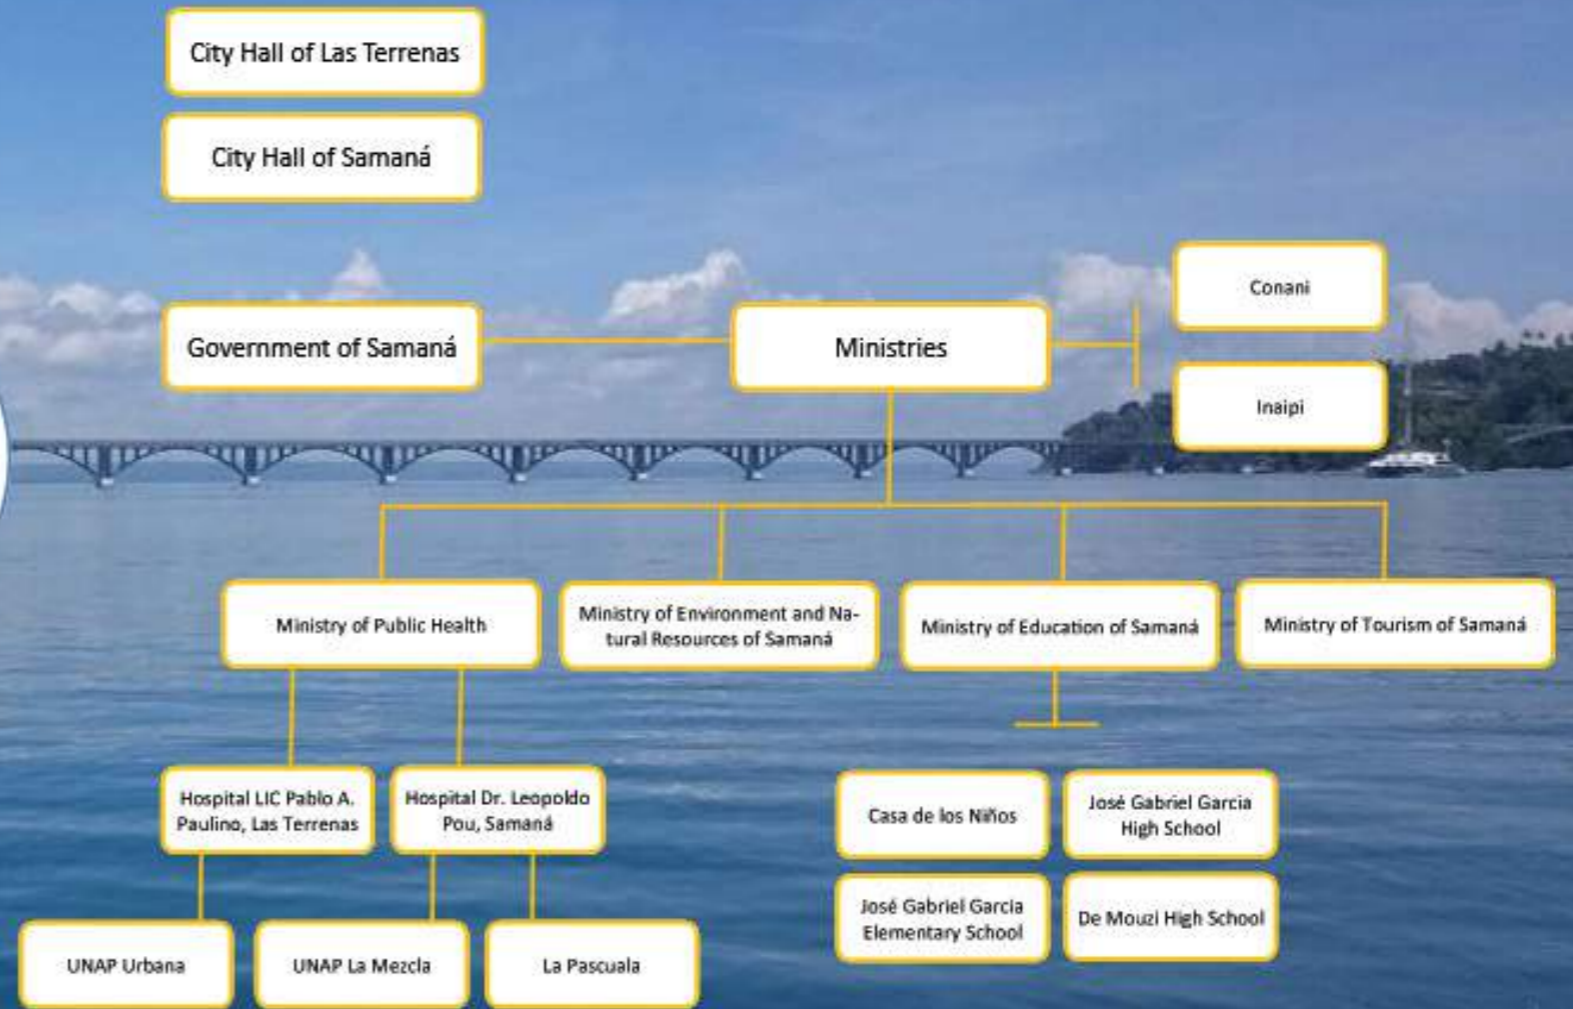 City Hall of Las Terrenas
City Hall of Samaná
Government of Samaná
Ministries
Conani
Inaipi
Ministry of Public Health
Ministry of Environment and Na-
tural Resources of Samaná
Ministry of Education of Samaná
Ministry of Tourism of Samaná
Hospital LIC Pablo A.
Paulino, Las Terrenas
Hospital Dr. Leopoldo
Pou, Samaná
Casa de los Niños
José Gabriel Garcia
High School
José Gabriel Garcia
Elementary School
De Mouzi High School
UNAP Urbana
UNAP La Mezcla
La Pascuala